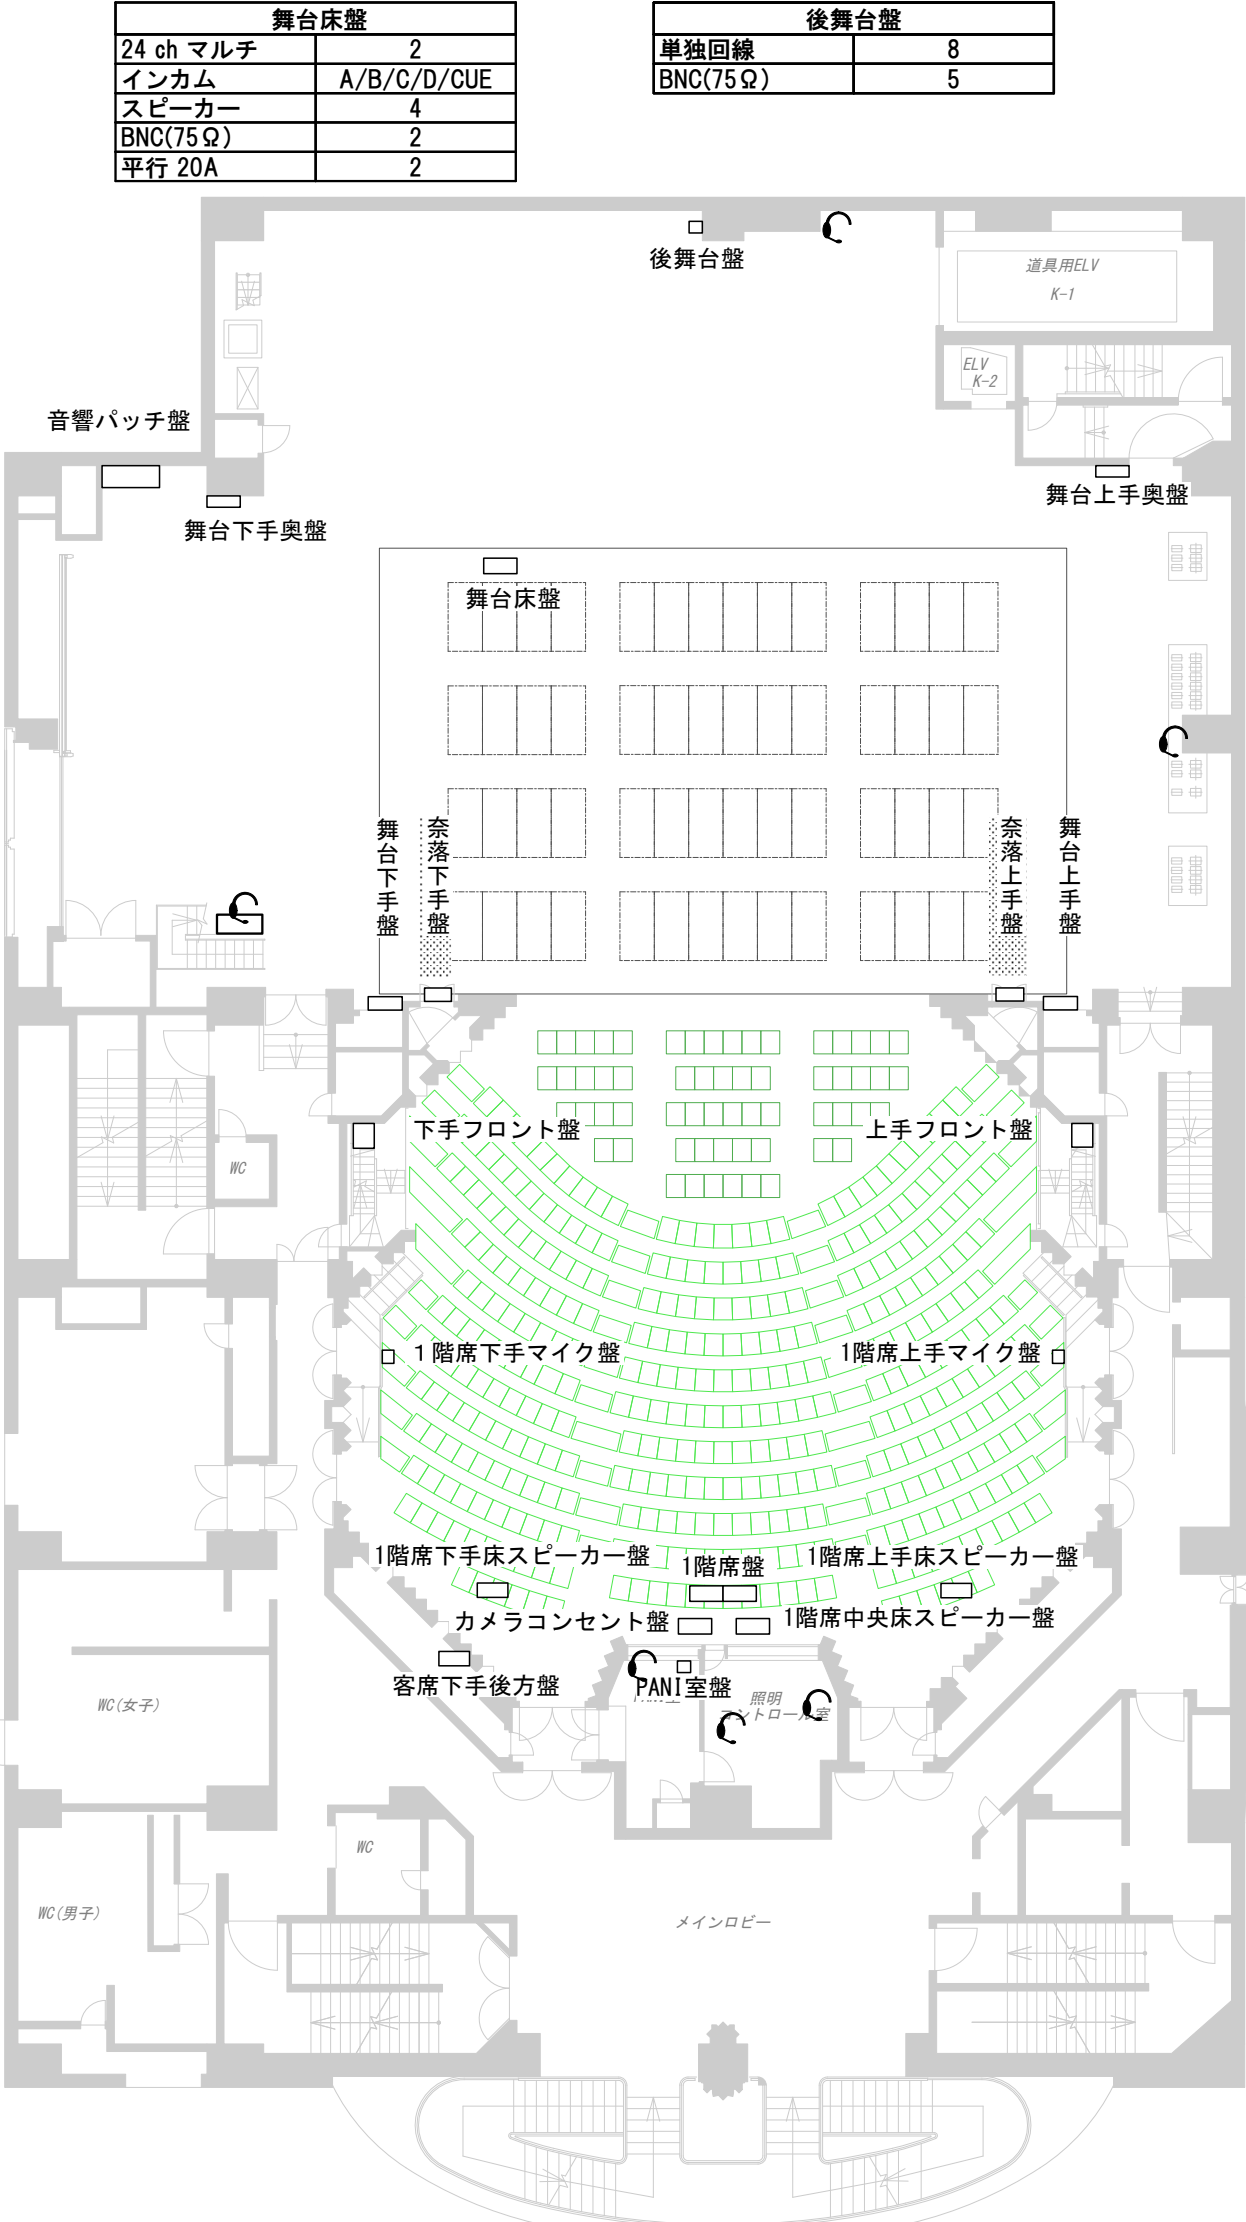 舞台床盤
24 ch マルチ 2
インカム A/B/C/D/CUE
スピーカー 4
BNC(75Ω) 2
平行 20A 2
後舞台盤
単独回線 8
BNC(75Ω) 5
後舞台盤
道具用ELV
K-1
ELV
K-2
音響パッチ盤
舞台下手奥盤
舞台上手奥盤
舞台床盤
舞台下手盤
奈落下手盤
奈落上手盤
舞台上手盤
下手フロント盤
上手フロント盤
WC
1階席下手マイク盤
1階席上手マイク盤
1階席下手床スピーカー盤
1階席盤
1階席上手床スピーカー盤
カメラコンセント盤
1階席中央床スピーカー盤
客席下手後方盤
PANI室盤
照明
コントロール室
WC(女子)
WC
WC(男子)
メインロビー